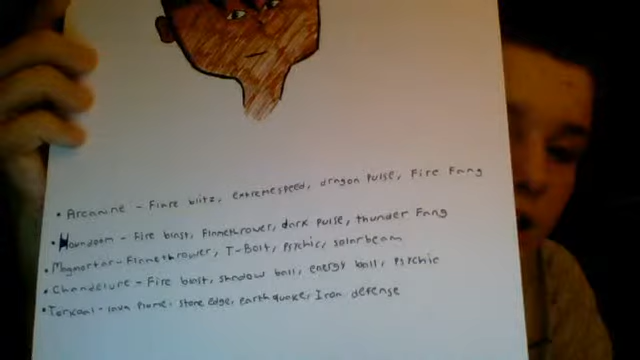 • Arcanine - Flare blitz, extremespeed, dragon pulse, Fire Fang
• Houndoom - Fire blast, Flamethrower, dark pulse, thunder Fang
• Magmortar - Flamethrower, T-Bolt, Psychic, solarbeam
• Chandelure - Fire blast, shadow ball, energy ball, Psychic
• Torkoal - lava Plume, stone edge, earthquake, Iron defense